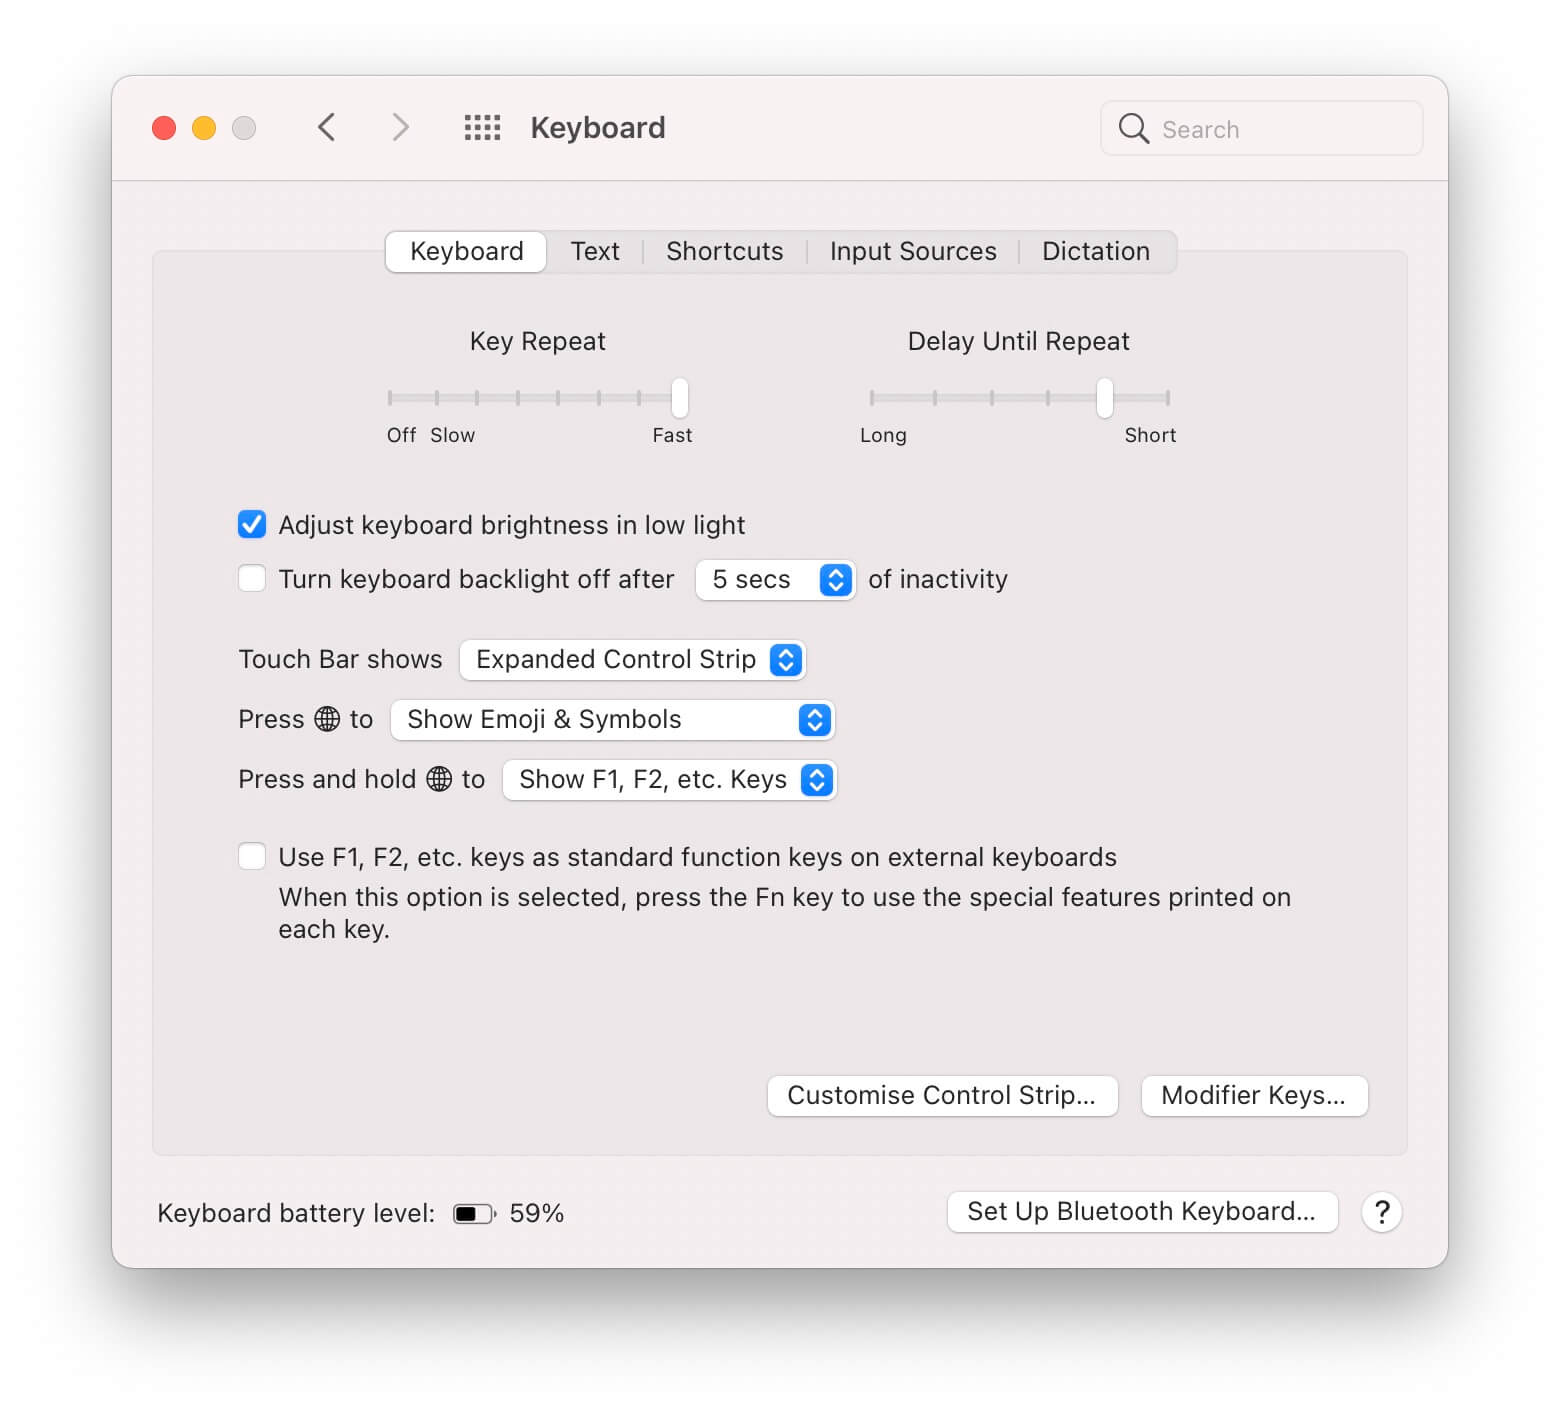 Keyboard
Search
Keyboard Text Shortcuts Input Sources Dictation
Key Repeat Delay Until Repeat
Off Slow Fast Long Short
Adjust keyboard brightness in low light
Turn keyboard backlight off after 5 secs of inactivity
Touch Bar shows Expanded Control Strip
Press to Show Emoji & Symbols
Press and hold to Show F1, F2, etc. Keys
Use F1, F2, etc. keys as standard function keys on external keyboards
When this option is selected, press the Fn key to use the special features printed on
each key.
Customise Control Strip... Modifier Keys...
Keyboard battery level: 59% Set Up Bluetooth Keyboard... ?